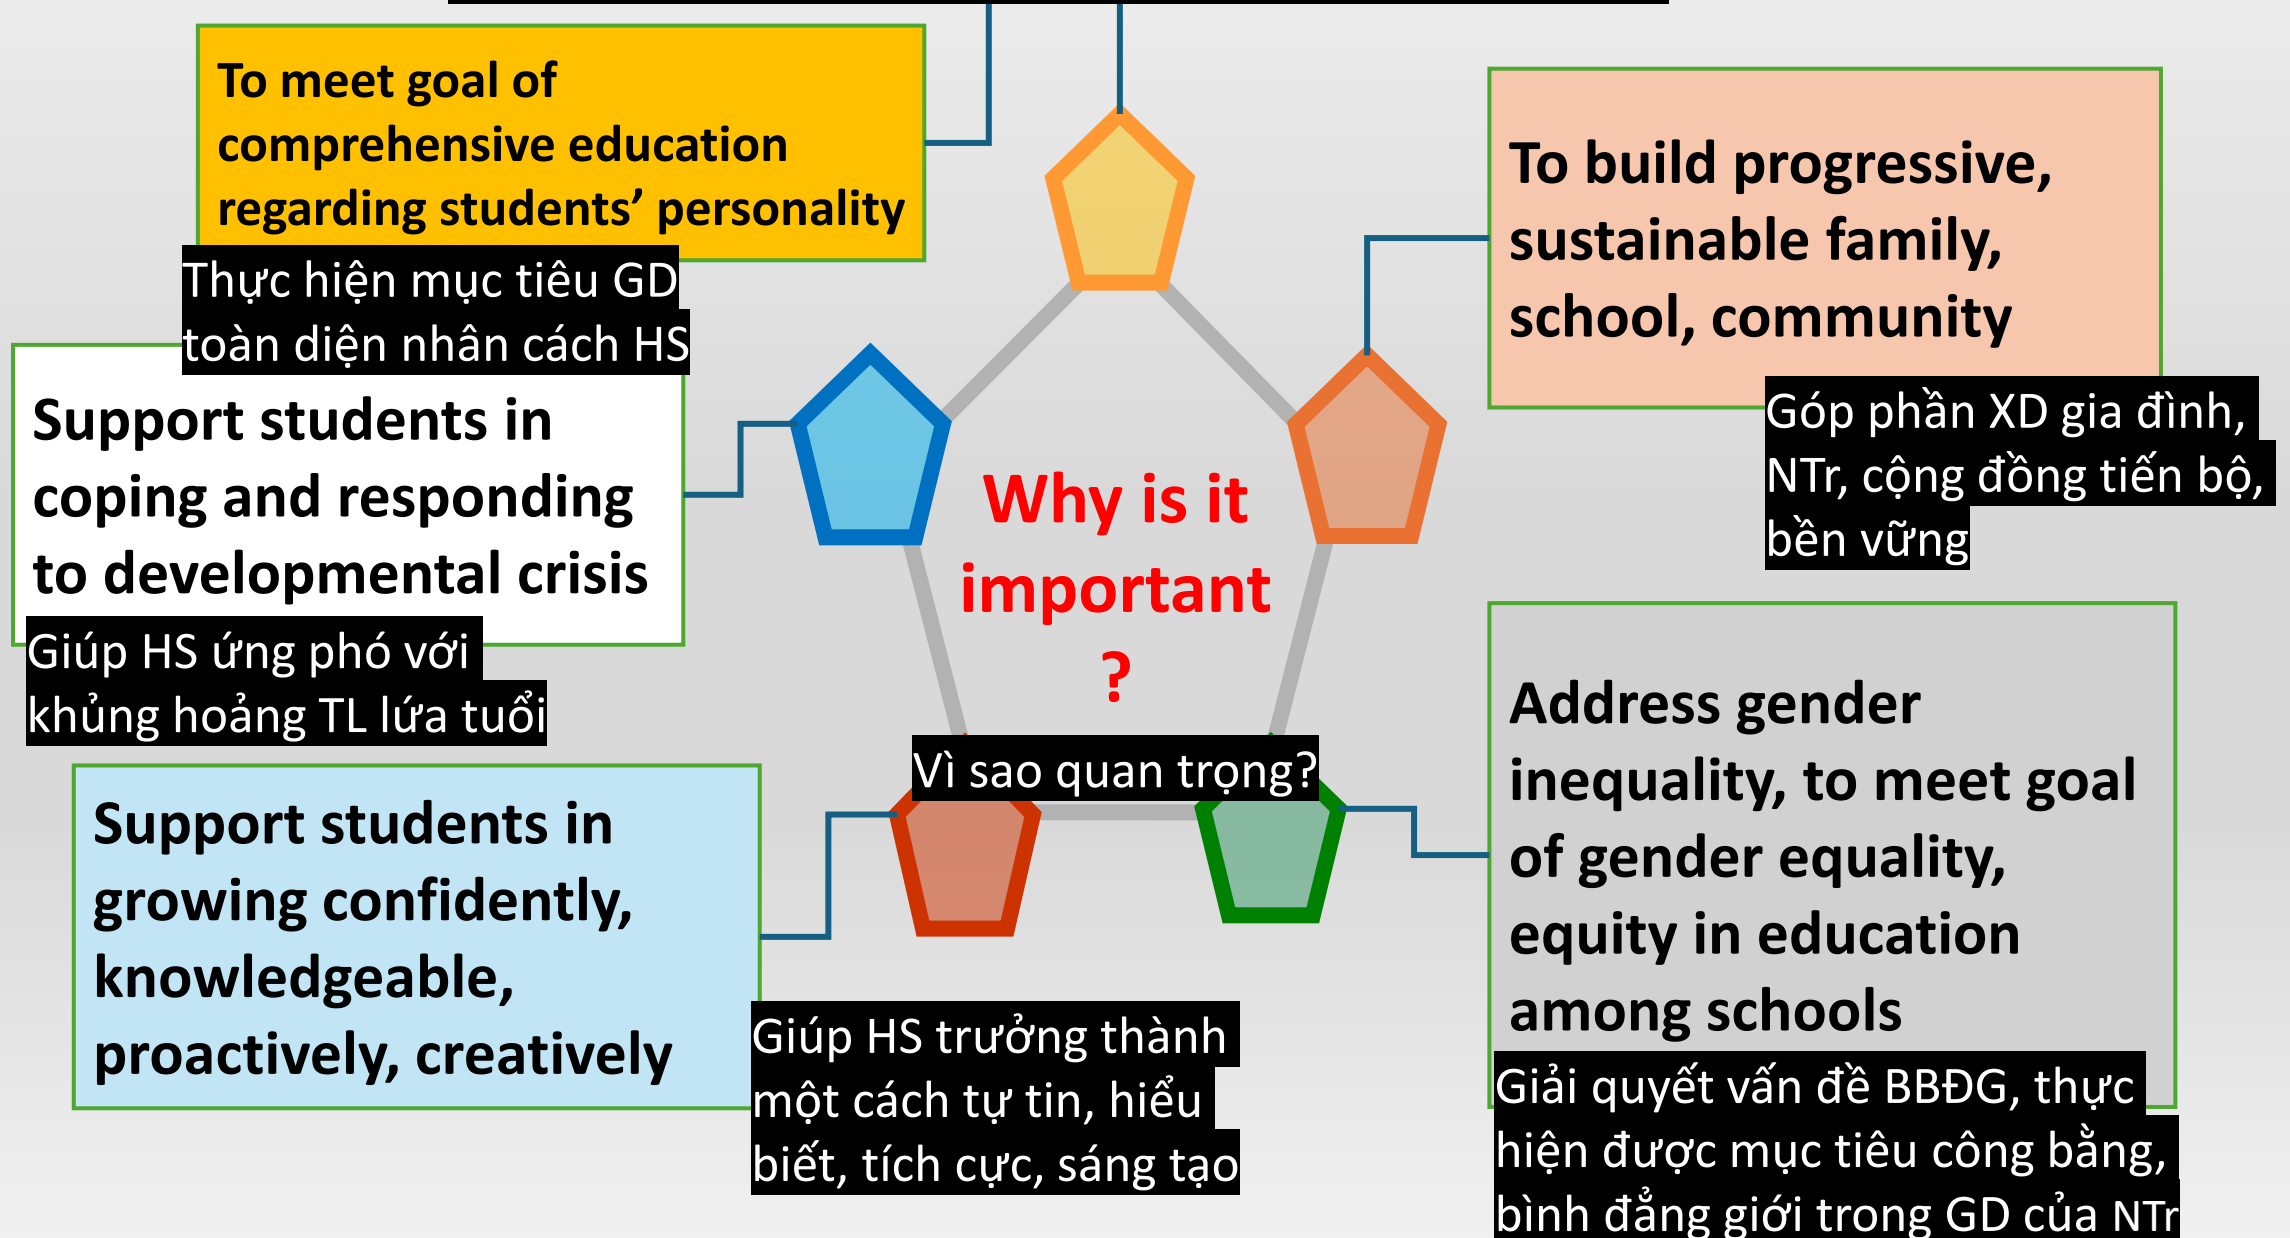 To meet goal of
comprehensive education
regarding students’ personality
Thực hiện mục tiêu GD
toàn diện nhân cách HS
To build progressive,
sustainable family,
school, community
Góp phần XD gia đình,
NTr, cộng đồng tiến bộ,
bền vững
Support students in
coping and responding
to developmental crisis
Giúp HS ứng phó với
khủng hoảng TL lứa tuổi
Why is it
important
?
Vì sao quan trọng?
Address gender
inequality, to meet goal
of gender equality,
equity in education
among schools
Giải quyết vấn đề BBĐG, thực
hiện được mục tiêu công bằng,
bình đẳng giới trong GD của NTr
Support students in
growing confidently,
knowledgeable,
proactively, creatively
Giúp HS trưởng thành
một cách tự tin, hiểu
biết, tích cực, sáng tạo